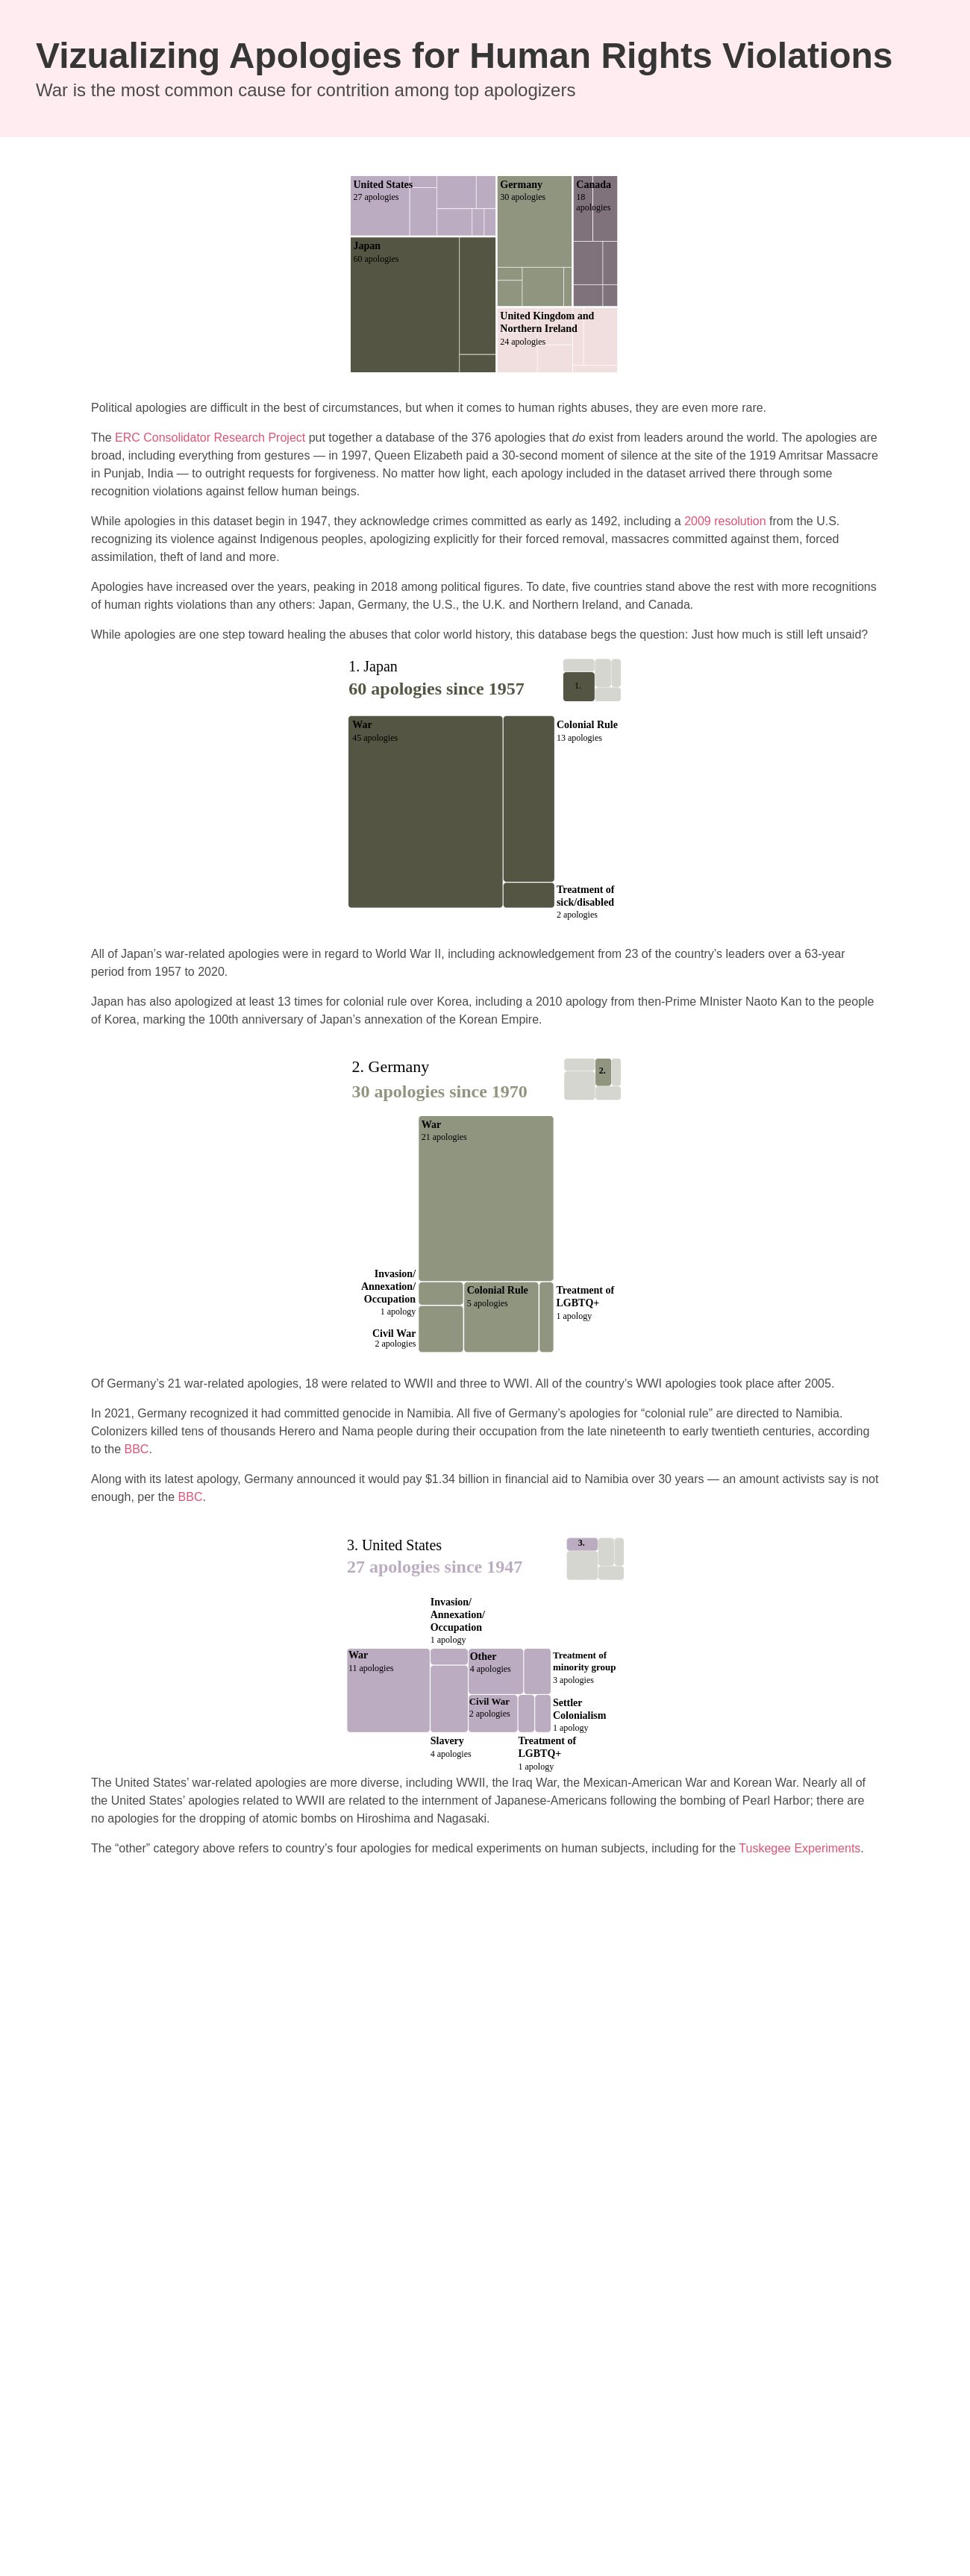 Vizualizing Apologies for Human Rights Violations
War is the most common cause for contrition among top apologizers
United States
27 apologies
Germany
30 apologies
Canada
18
apologies
Japan
60 apologies
United Kingdom and
Northern Ireland
24 apologies
Political apologies are difficult in the best of circumstances, but when it comes to human rights abuses, they are even more rare.
The ERC Consolidator Research Project put together a database of the 376 apologies that do exist from leaders around the world. The apologies are
broad, including everything from gestures — in 1997, Queen Elizabeth paid a 30-second moment of silence at the site of the 1919 Amritsar Massacre
in Punjab, India — to outright requests for forgiveness. No matter how light, each apology included in the dataset arrived there through some
recognition violations against fellow human beings.
While apologies in this dataset begin in 1947, they acknowledge crimes committed as early as 1492, including a 2009 resolution from the U.S.
recognizing its violence against Indigenous peoples, apologizing explicitly for their forced removal, massacres committed against them, forced
assimilation, theft of land and more.
Apologies have increased over the years, peaking in 2018 among political figures. To date, five countries stand above the rest with more recognitions
of human rights violations than any others: Japan, Germany, the U.S., the U.K. and Northern Ireland, and Canada.
While apologies are one step toward healing the abuses that color world history, this database begs the question: Just how much is still left unsaid?
1. Japan
60 apologies since 1957
1.
War
45 apologies
Colonial Rule
13 apologies
Treatment of
sick/disabled
2 apologies
All of Japan’s war-related apologies were in regard to World War II, including acknowledgement from 23 of the country’s leaders over a 63-year
period from 1957 to 2020.
Japan has also apologized at least 13 times for colonial rule over Korea, including a 2010 apology from then-Prime MInister Naoto Kan to the people
of Korea, marking the 100th anniversary of Japan’s annexation of the Korean Empire.
2. Germany
30 apologies since 1970
2.
War
21 apologies
Invasion/
Annexation/
Occupation
1 apology
Civil War
2 apologies
Colonial Rule
5 apologies
Treatment of
LGBTQ+
1 apology
Of Germany’s 21 war-related apologies, 18 were related to WWII and three to WWI. All of the country’s WWI apologies took place after 2005.
In 2021, Germany recognized it had committed genocide in Namibia. All five of Germany’s apologies for “colonial rule” are directed to Namibia.
Colonizers killed tens of thousands Herero and Nama people during their occupation from the late nineteenth to early twentieth centuries, according
to the BBC.
Along with its latest apology, Germany announced it would pay $1.34 billion in financial aid to Namibia over 30 years — an amount activists say is not
enough, per the BBC.
3. United States
27 apologies since 1947
3.
Invasion/
Annexation/
Occupation
1 apology
War
11 apologies
Other
4 apologies
Treatment of
minority group
3 apologies
Civil War
2 apologies
Settler
Colonialism
1 apology
Slavery
4 apologies
Treatment of
LGBTQ+
1 apology
The United States’ war-related apologies are more diverse, including WWII, the Iraq War, the Mexican-American War and Korean War. Nearly all of
the United States’ apologies related to WWII are related to the internment of Japanese-Americans following the bombing of Pearl Harbor; there are
no apologies for the dropping of atomic bombs on Hiroshima and Nagasaki.
The “other” category above refers to country’s four apologies for medical experiments on human subjects, including for the Tuskegee Experiments.